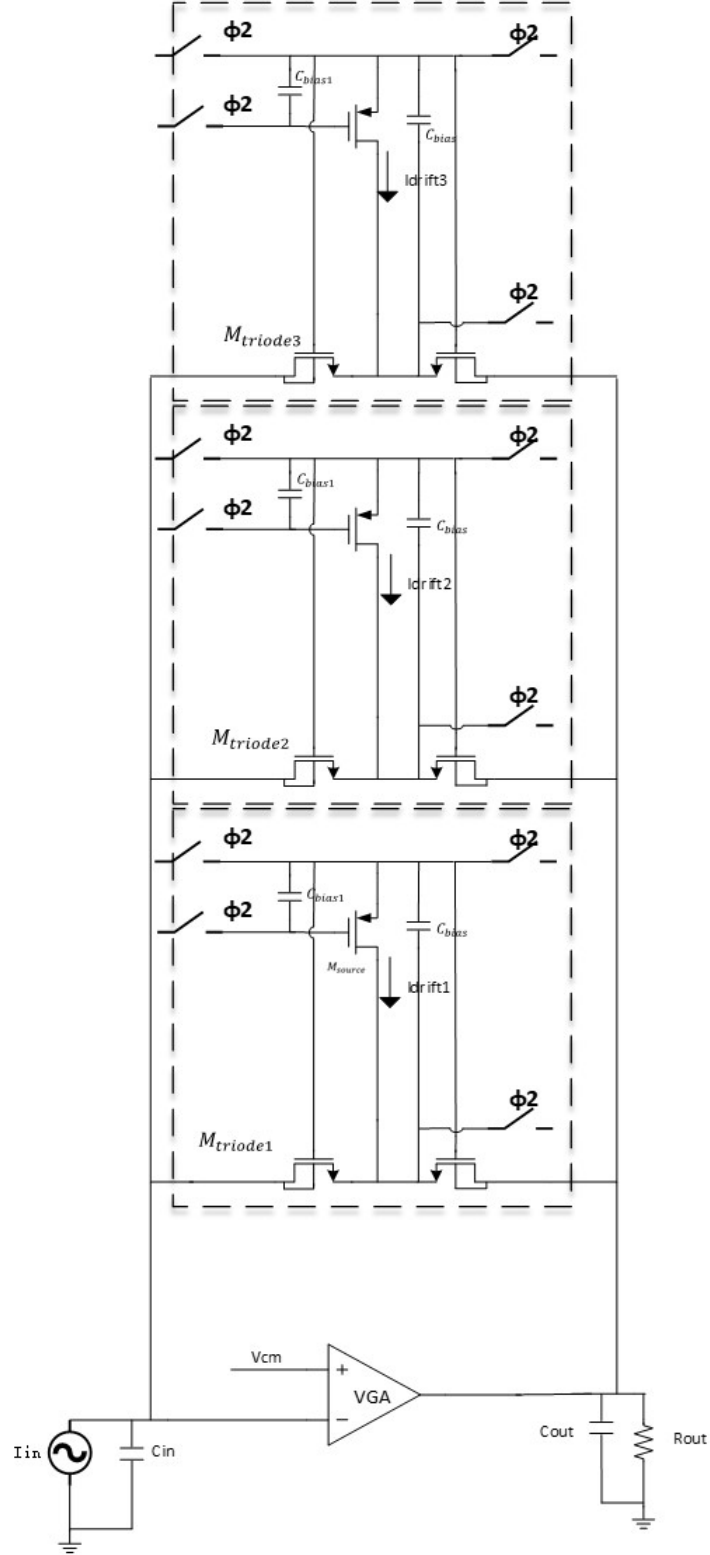 ϕ2
ϕ2
C_bias1
ϕ2
C_bias
Idrift3
ϕ2
M_triode3
ϕ2
ϕ2
C_bias1
ϕ2
C_bias
Idrift2
ϕ2
M_triode2
ϕ2
ϕ2
C_bias1
ϕ2
C_bias
M_source
Idrift1
ϕ2
M_triode1
Vcm
+
VGA
−
Iin
Cin
Cout
Rout